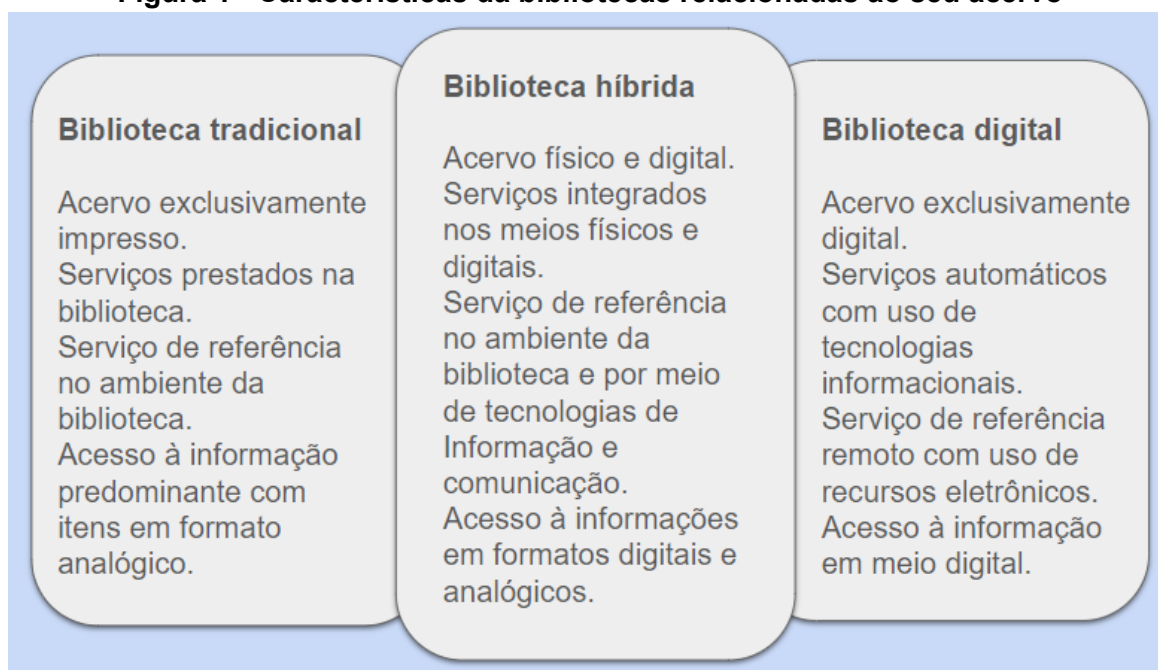 Biblioteca tradicional
Acervo exclusivamente
impresso.
Serviços prestados na
biblioteca.
Serviço de referência
no ambiente da
biblioteca.
Acesso à informação
predominante com
itens em formato
analógico.
Biblioteca híbrida
Acervo físico e digital.
Serviços integrados
nos meios físicos e
digitais.
Serviço de referência
no ambiente da
biblioteca e por meio
de tecnologias de
Informação e
comunicação.
Acesso à informações
em formatos digitais e
analógicos.
Biblioteca digital
Acervo exclusivamente
digital.
Serviços automáticos
com uso de
tecnologias
informacionais.
Serviço de referência
remoto com uso de
recursos eletrônicos.
Acesso à informação
em meio digital.